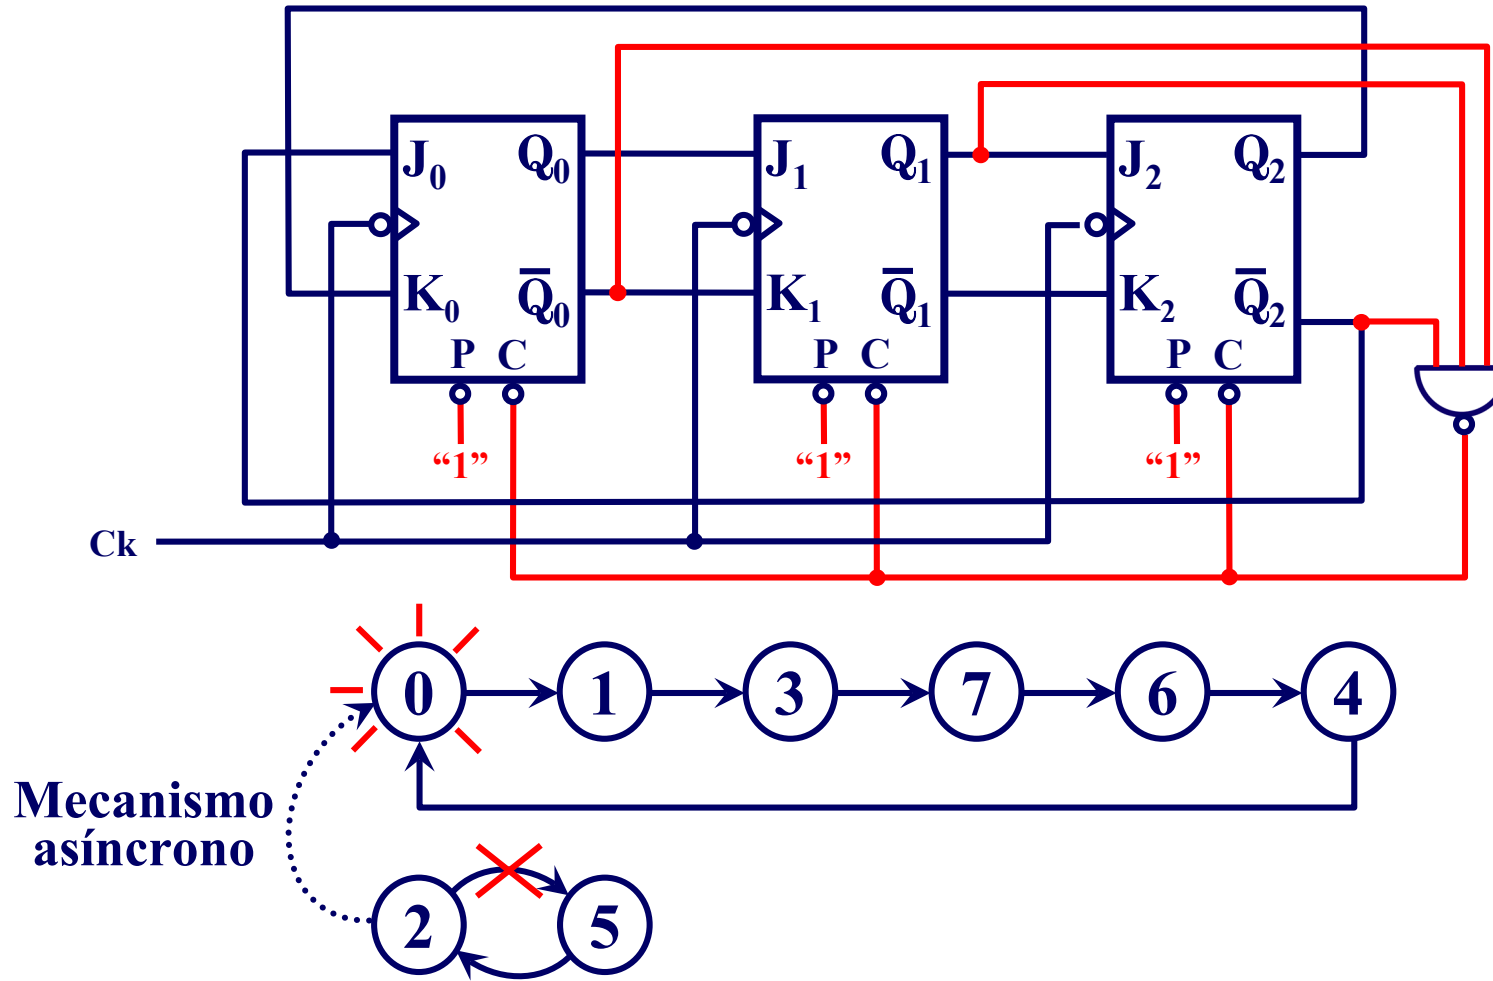 J0 Q0 J1 Q1 J2 Q2
K0 Q̅0 K1 Q̅1 K2 Q̅2
P C P C P C
“1” “1” “1”
Ck
0 1 3 7 6 4
Mecanismo
asíncrono
2 5